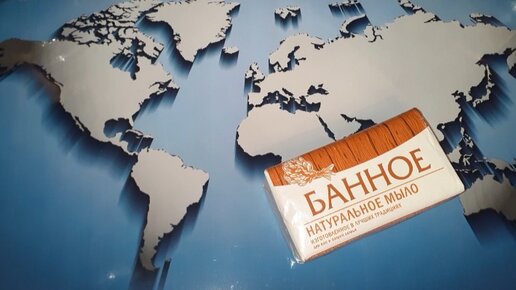 БАННОЕ
НАТУРАЛЬНОЕ МЫЛО
ИЗГОТОВЛЕННОЕ В ЛУЧШИХ ТРАДИЦИЯХ